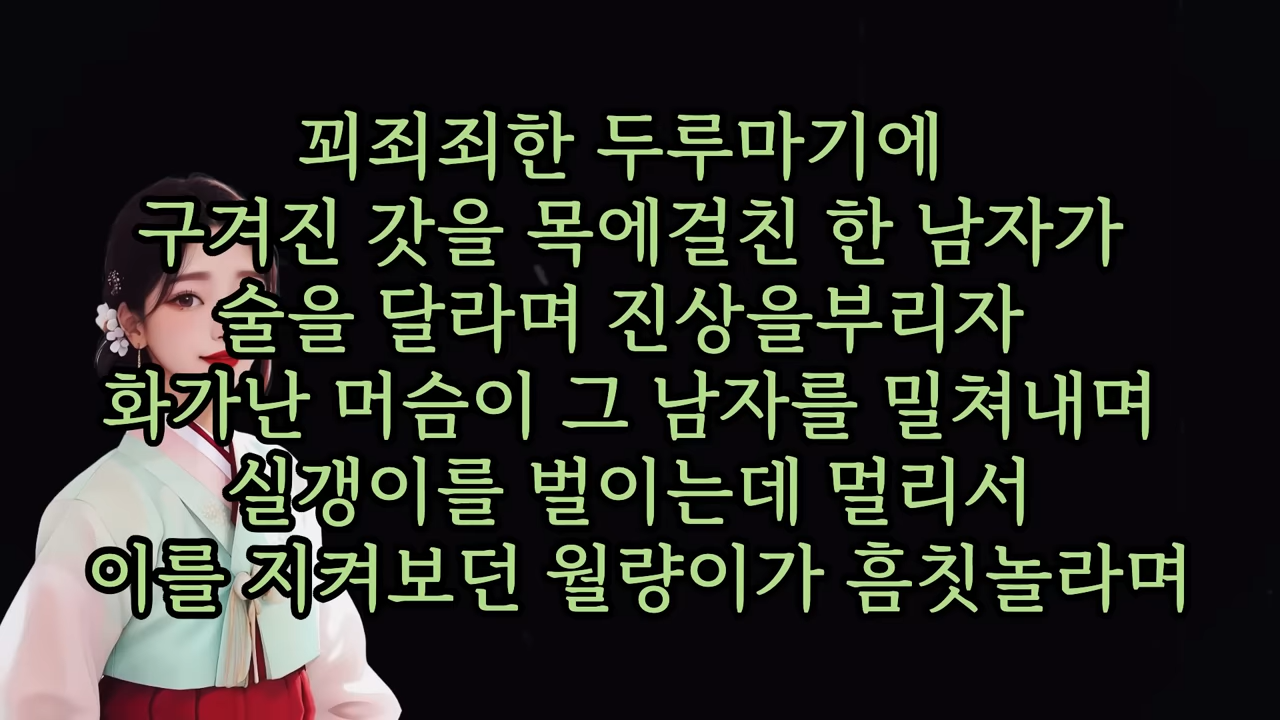 꾀죄죄한 두루마기에
구겨진 갓을 목에걸친 한 남자가
술을 달라며 진상을부리자
화가난 머슴이 그 남자를 밀쳐내며
실갱이를 벌이는데 멀리서
이를 지켜보던 월량이가 흠칫놀라며